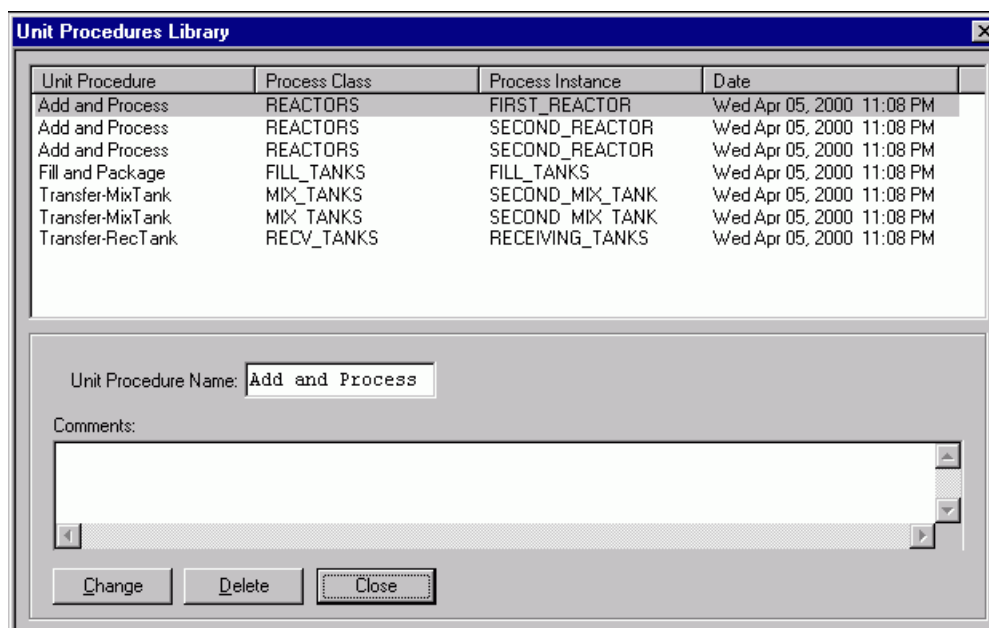 Unit Procedures Library
Unit Procedure Process Class Process Instance Date
Add and Process REACTORS FIRST_REACTOR Wed Apr 05, 2000 11:08 PM
Add and Process REACTORS SECOND_REACTOR Wed Apr 05, 2000 11:08 PM
Add and Process REACTORS SECOND_REACTOR Wed Apr 05, 2000 11:08 PM
Fill and Package FILL_TANKS FILL_TANKS Wed Apr 05, 2000 11:08 PM
Transfer-MixTank MIX_TANKS SECOND_MIX_TANK Wed Apr 05, 2000 11:08 PM
Transfer-MixTank MIX_TANKS SECOND_MIX_TANK Wed Apr 05, 2000 11:08 PM
Transfer-RecTank RECV_TANKS RECEIVING_TANKS Wed Apr 05, 2000 11:08 PM
Unit Procedure Name: Add and Process
Comments:
Change Delete Close